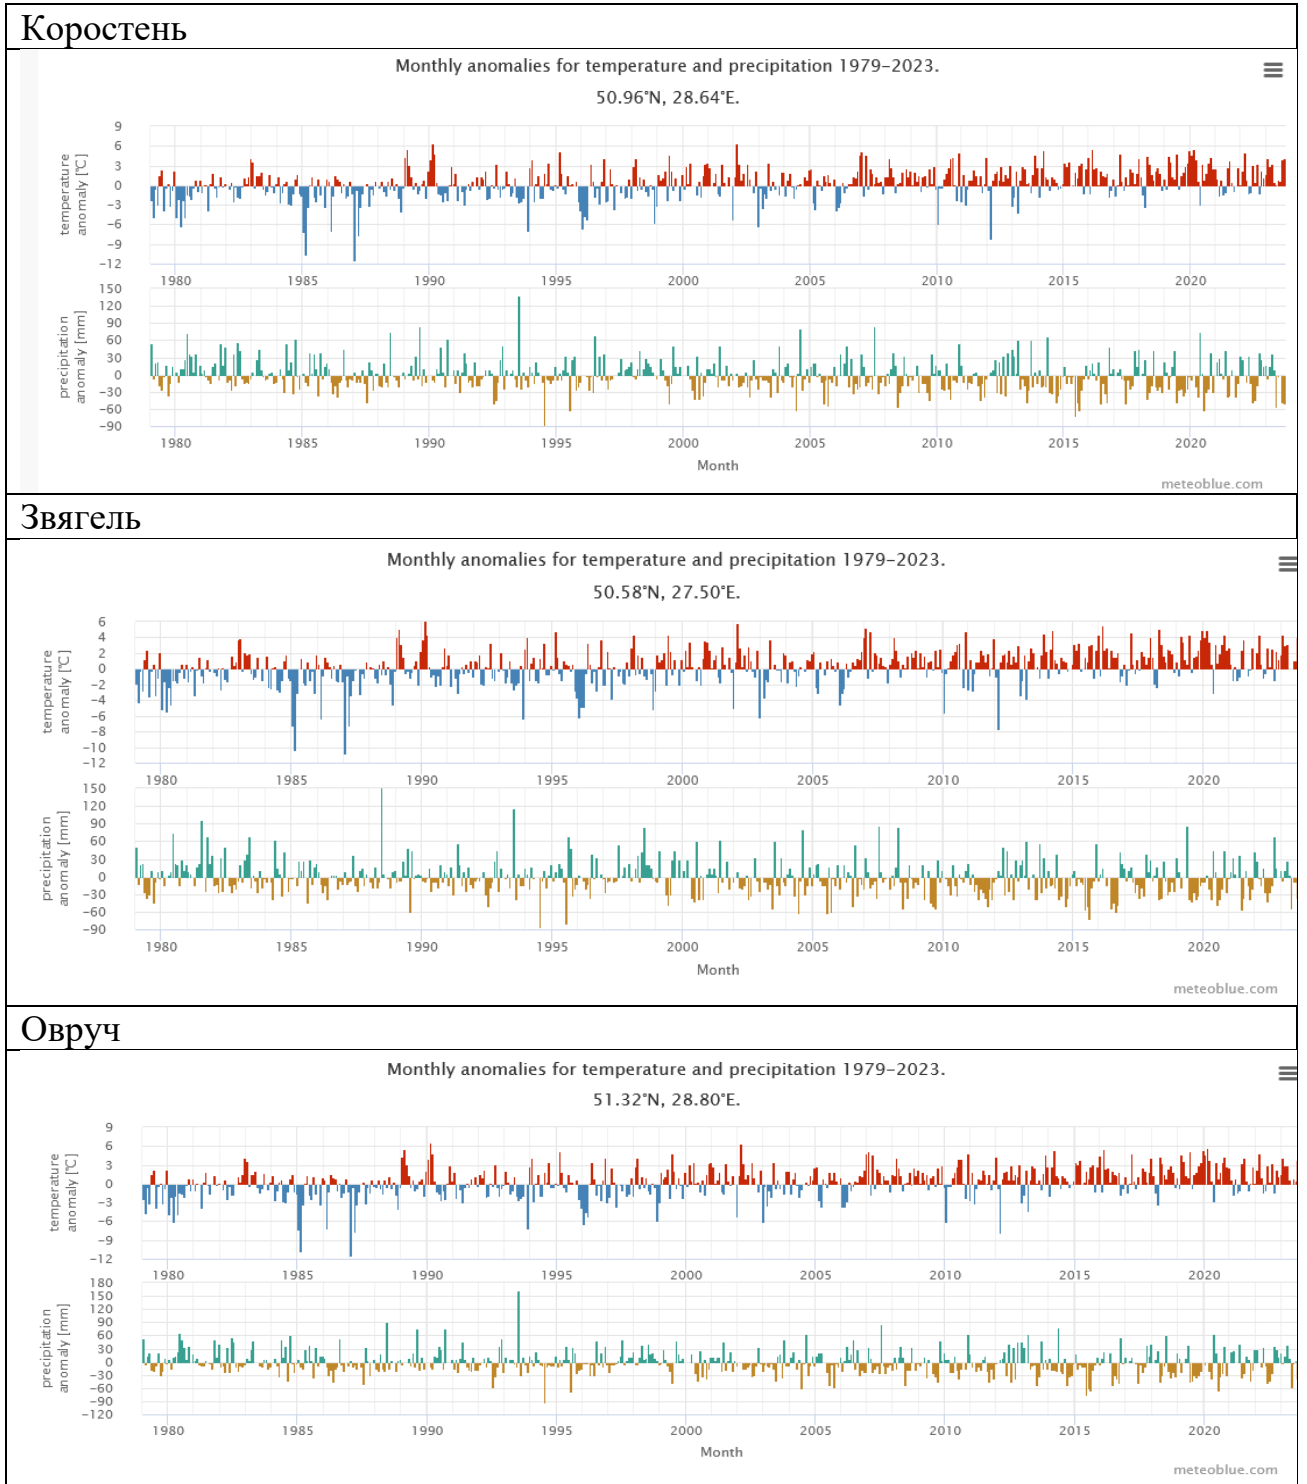 Коростень
Monthly anomalies for temperature and precipitation 1979-2023.
50.96°N, 28.64°E.
temperature
anomaly [°C]
9
6
3
0
-3
-6
-9
-12
1980 1985 1990 1995 2000 2005 2010 2015 2020
precipitation
anomaly [mm]
150
120
90
60
30
0
-30
-60
-90
1980 1985 1990 1995 2000 2005 2010 2015 2020
Month
meteoblue.com
Звягель
Monthly anomalies for temperature and precipitation 1979-2023.
50.58°N, 27.50°E.
temperature
anomaly [°C]
6
4
2
0
-2
-4
-6
-8
-10
-12
1980 1985 1990 1995 2000 2005 2010 2015 2020
precipitation
anomaly [mm]
150
120
90
60
30
0
-30
-60
-90
1980 1985 1990 1995 2000 2005 2010 2015 2020
Month
meteoblue.com
Овруч
Monthly anomalies for temperature and precipitation 1979-2023.
51.32°N, 28.80°E.
temperature
anomaly [°C]
9
6
3
0
-3
-6
-9
-12
1980 1985 1990 1995 2000 2005 2010 2015 2020
precipitation
anomaly [mm]
180
150
120
90
60
30
0
-30
-60
-90
-120
1980 1985 1990 1995 2000 2005 2010 2015 2020
Month
meteoblue.com